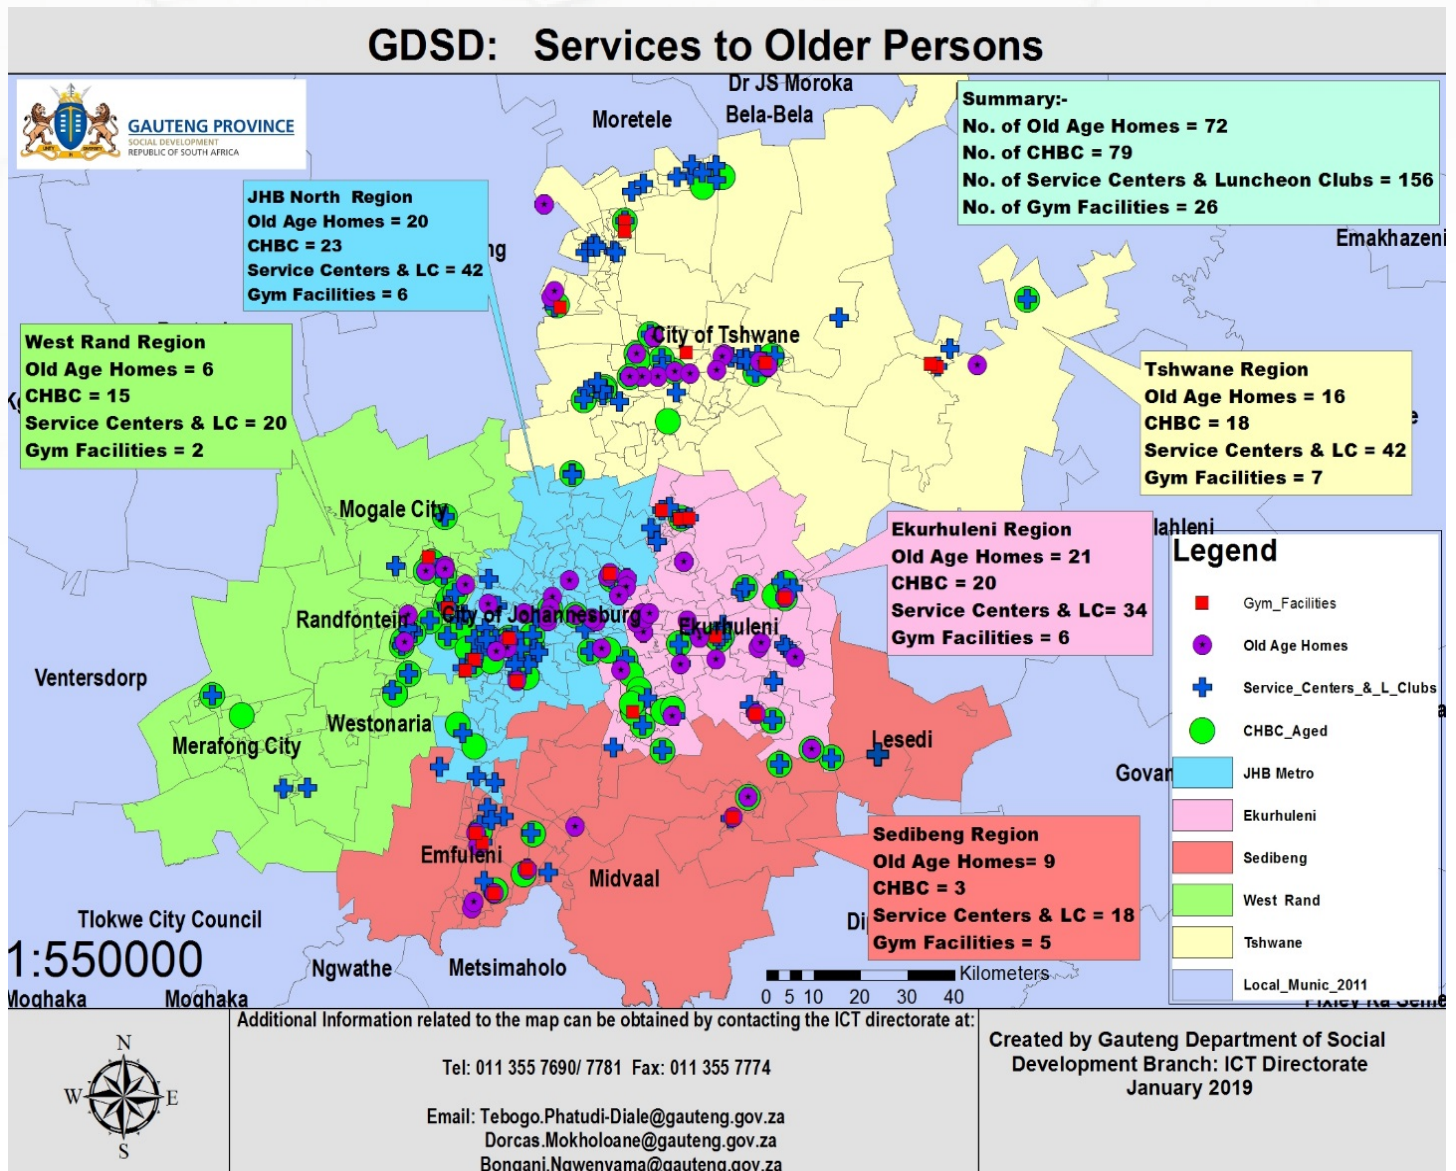 GDSD:   Services to Older Persons
GAUTENG PROVINCE
SOCIAL DEVELOPMENT
REPUBLIC OF SOUTH AFRICA
Dr JS Moroka
Bela-Bela
Moretele
Summary:-
No. of Old Age Homes = 72
No. of CHBC = 79
No. of Service Centers & Luncheon Clubs = 156
No. of Gym Facilities = 26
Emakhazeni
JHB North  Region
Old Age Homes = 20
CHBC = 23
Service Centers & LC = 42
Gym Facilities = 6
ng
West Rand Region
Old Age Homes = 6
CHBC = 15
Service Centers & LC = 20
Gym Facilities = 2
City of Tshwane
Tshwane Region
Old Age Homes = 16
CHBC = 18
Service Centers & LC = 42
Gym Facilities = 7
e
Mogale City
Ekurhuleni Region
Old Age Homes = 21
CHBC = 20
Service Centers & LC= 34
Gym Facilities = 6
lahleni
Randfontein
City of Johannesburg
Ekurhuleni
Ventersdorp
Westonaria
Merafong City
Lesedi
Govan
Legend
Gym_Facilities
Old Age Homes
Service_Centers_&_L_Clubs
CHBC_Aged
JHB Metro
Ekurhuleni
Sedibeng
West Rand
Tshwane
Local_Munic_2011
Sedibeng Region
Old Age Homes= 9
CHBC = 3
Service Centers & LC = 18
Gym Facilities = 5
Emfuleni
Midvaal
Di
Tlokwe City Council
1:550000
Ngwathe
Metsimaholo
Moghaka
Moghaka
Kilometers
0 5 10 20 30 40
Pixley Ka Seme
Additional Information related to the map can be obtained by contacting the ICT directorate at:
Tel: 011 355 7690/ 7781  Fax: 011 355 7774
Email: Tebogo.Phatudi-Diale@gauteng.gov.za
Dorcas.Mokholoane@gauteng.gov.za
Bongani.Ngwenyama@gauteng.gov.za
N
W
E
S
Created by Gauteng Department of Social
Development Branch: ICT Directorate
January 2019